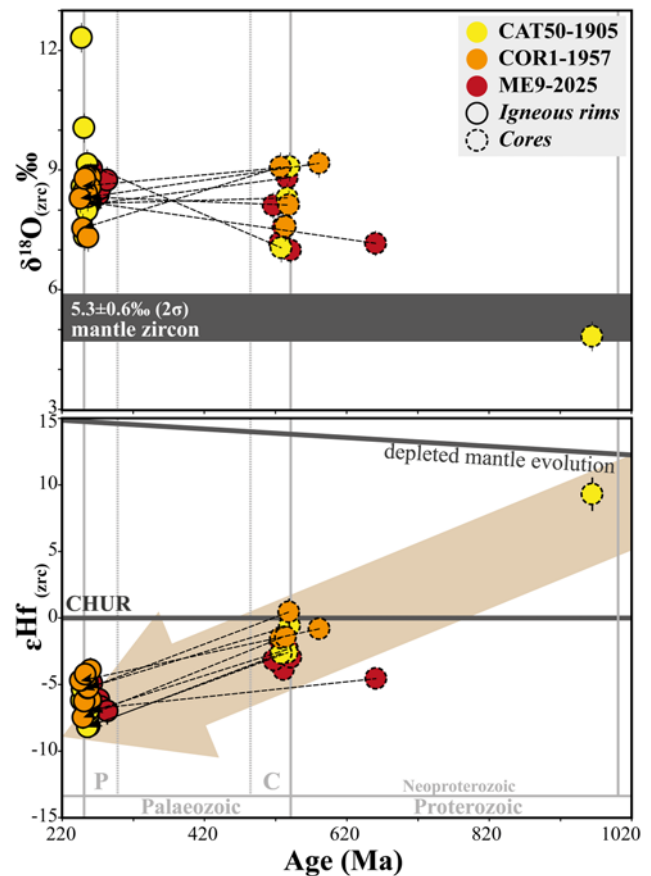 12
9
6
3
δ¹⁸O(zrc)‰
CAT50-1905
COR1-1957
ME9-2025
Igneous rims
Cores
5.3±0.6‰ (2σ)
mantle zircon
15
10
5
0
-5
-10
-15
εHf (zrc)
depleted mantle evolution
CHUR
P
C
Neoproterozoic
Palaeozoic
Proterozoic
220
420
620
820
1020
Age (Ma)